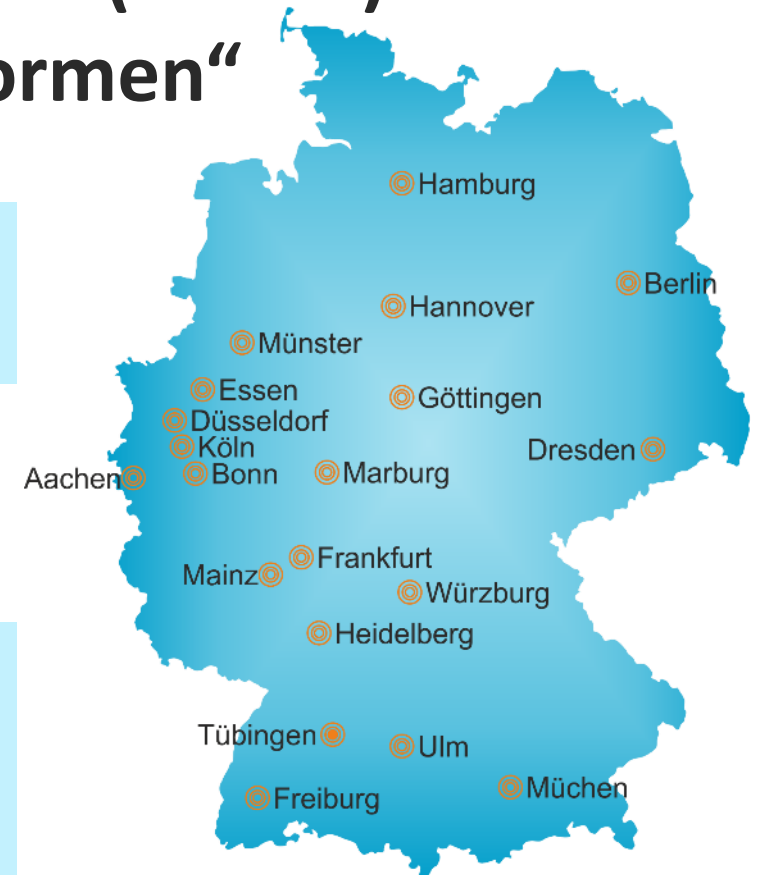 ormen“
Hamburg
Berlin
Hannover
Münster
Essen
Göttingen
Düsseldorf
Köln
Dresden
Aachen
Bonn
Marburg
Frankfurt
Mainz
Würzburg
Heidelberg
Tübingen
Ulm
Müchen
Freiburg